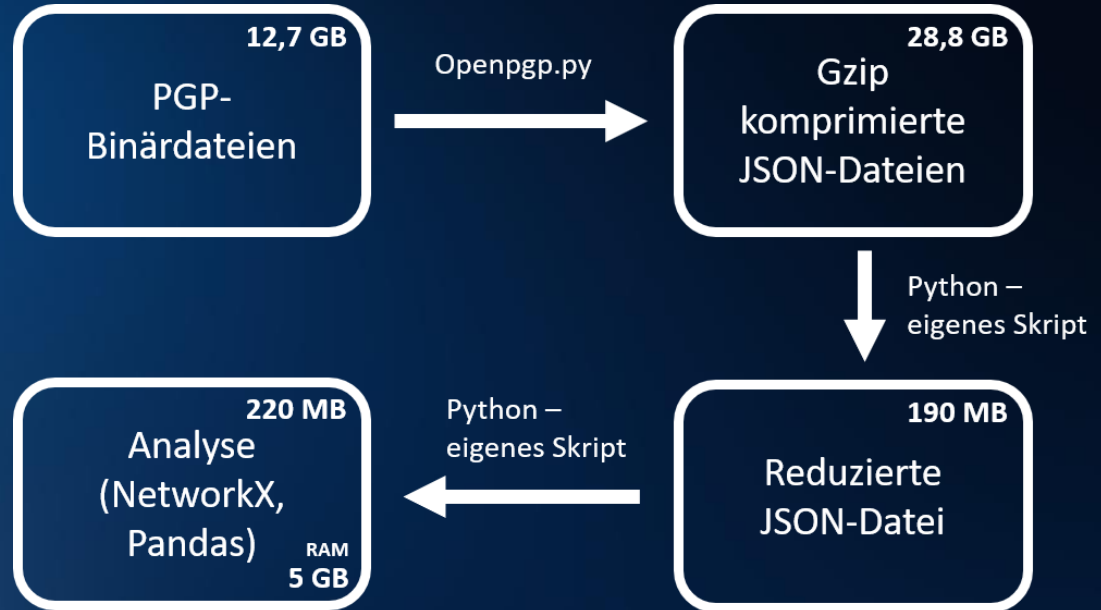 12,7 GB
PGP-
Binärdateien
Openpgp.py
28,8 GB
Gzip
komprimierte
JSON-Dateien
Python –
eigenes Skript
190 MB
Reduzierte
JSON-Datei
Python –
eigenes Skript
220 MB
Analyse
(NetworkX,
Pandas)
RAM
5 GB